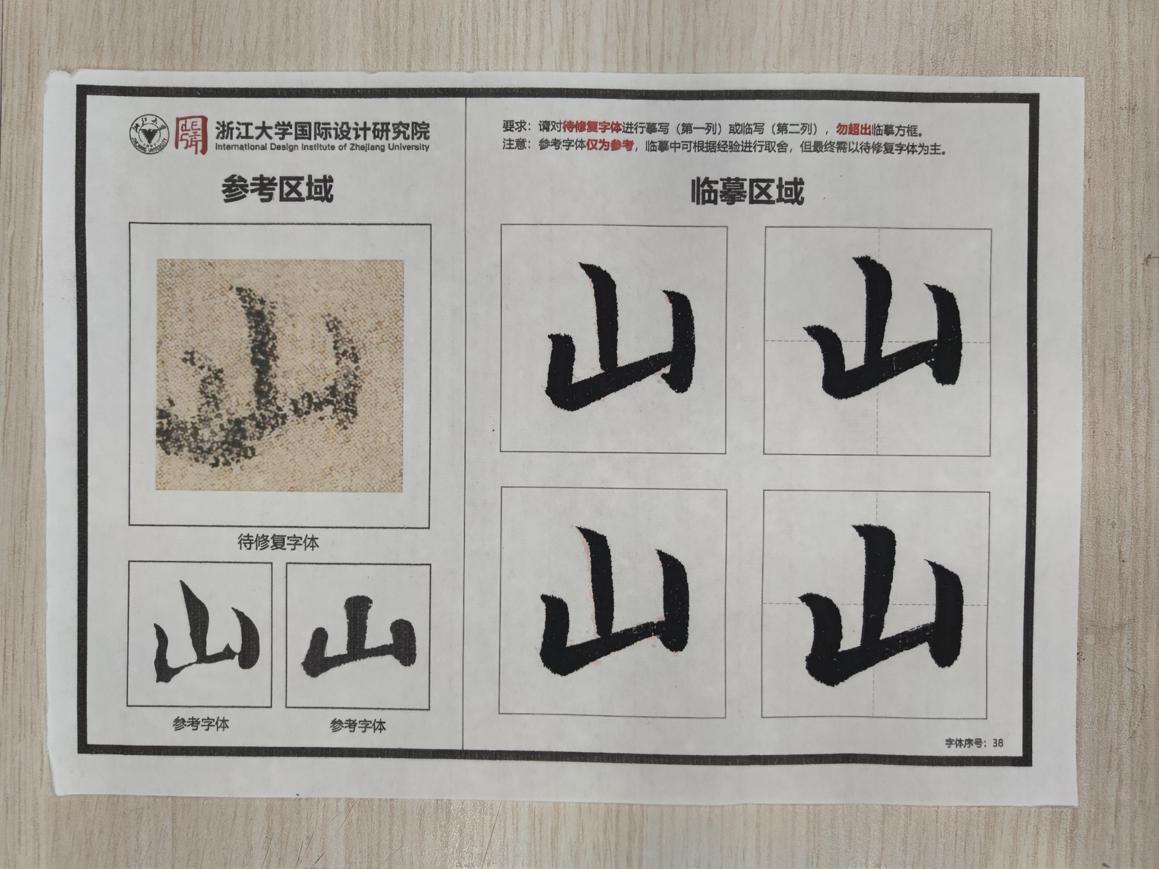 浙江大学国际设计研究院
International Design Institute of Zhejiang University
参考区域
山
待修复字体
山 山
参考字体 参考字体
要求：请对待修复字体进行摹写（第一列）或临写（第二列），勿超出临摹方框。
注意：参考字体仅为参考，临摹中可根据经验进行取舍，但最终需以待修复字体为主。
临摹区域
山 山
山 山
字体序号：38